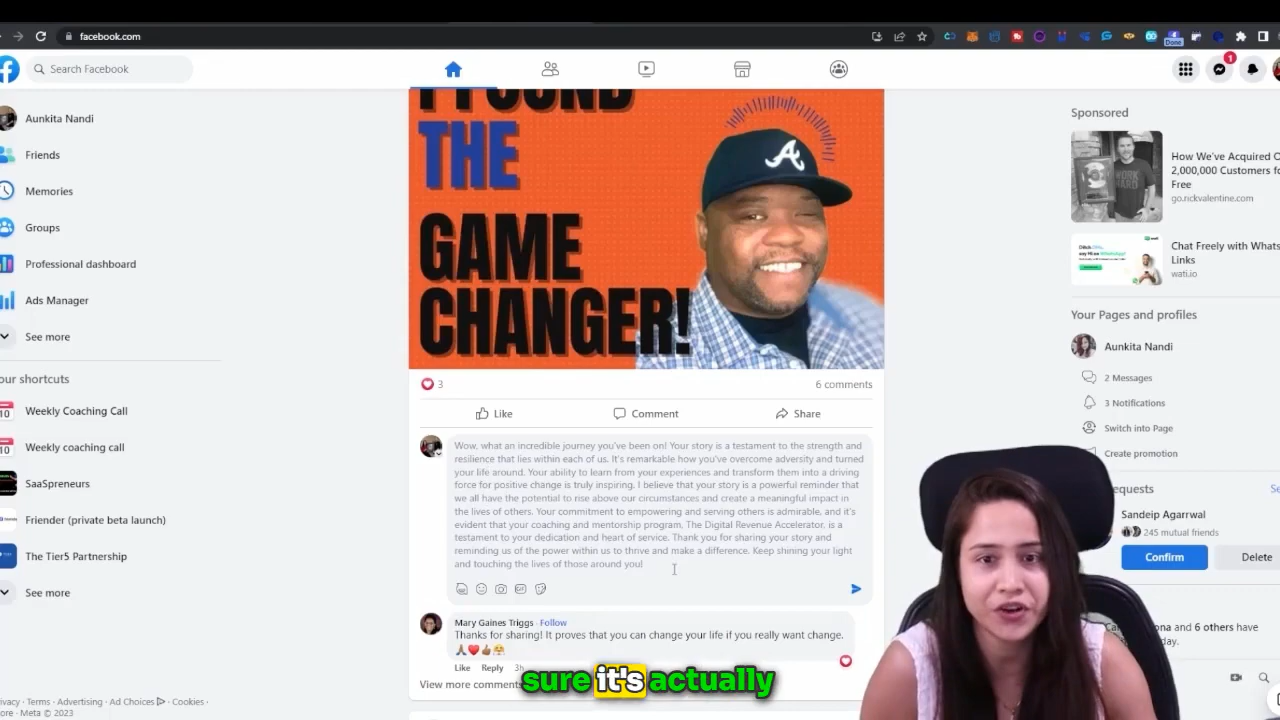 facebook.com
Done
Search Facebook
1
Aunkita Nandi
Friends
Memories
Groups
Professional dashboard
Ads Manager
See more
our shortcuts
10 Weekly Coaching Call
10 Weekly coaching call
SaaSpreneurs
Friender (private beta launch)
The Tier5 Partnership
See more
ivacy · Terms · Advertising · Ad Choices · Cookies ·
ore · Meta © 2023
I FOUND
THE
GAME
CHANGER!
A
3
6 comments
Like
Comment
Share
Wow, what an incredible journey you've been on! Your story is a testament to the strength and
resilience that lies within each of us. It's remarkable how you've overcome adversity and turned
your life around. Your ability to learn from your experiences and transform them into a driving
force for positive change is truly inspiring. I believe that your story is a powerful reminder that
we all have the potential to rise above our circumstances and create a meaningful impact in
the lives of others. Your commitment to empowering and serving others is admirable, and it's
evident that your coaching and mentorship program, The Digital Revenue Accelerator, is a
testament to your dedication and heart of service. Thank you for sharing your story and
reminding us of the power within us to thrive and make a difference. Keep shining your light
and touching the lives of those around you!
Mary Gaines Triggs · Follow
Thanks for sharing! It proves that you can change your life if you really want change.
🙏🏽❤️👍🏽🤗
Like Reply 3h
View more comments
sure it's actually
Sponsored
WORK
HARD
How We've Acquired O
2,000,000 Customers fo
Free
go.nickvalentine.com
Chat Freely with Whats
Links
wati.io
Your Pages and profiles
Aunkita Nandi
2 Messages
3 Notifications
Switch into Page
Create promotion
equests
Se
Sandeip Agarrwal
245 mutual friends
Confirm
Delete
ona and 6 others have
day.